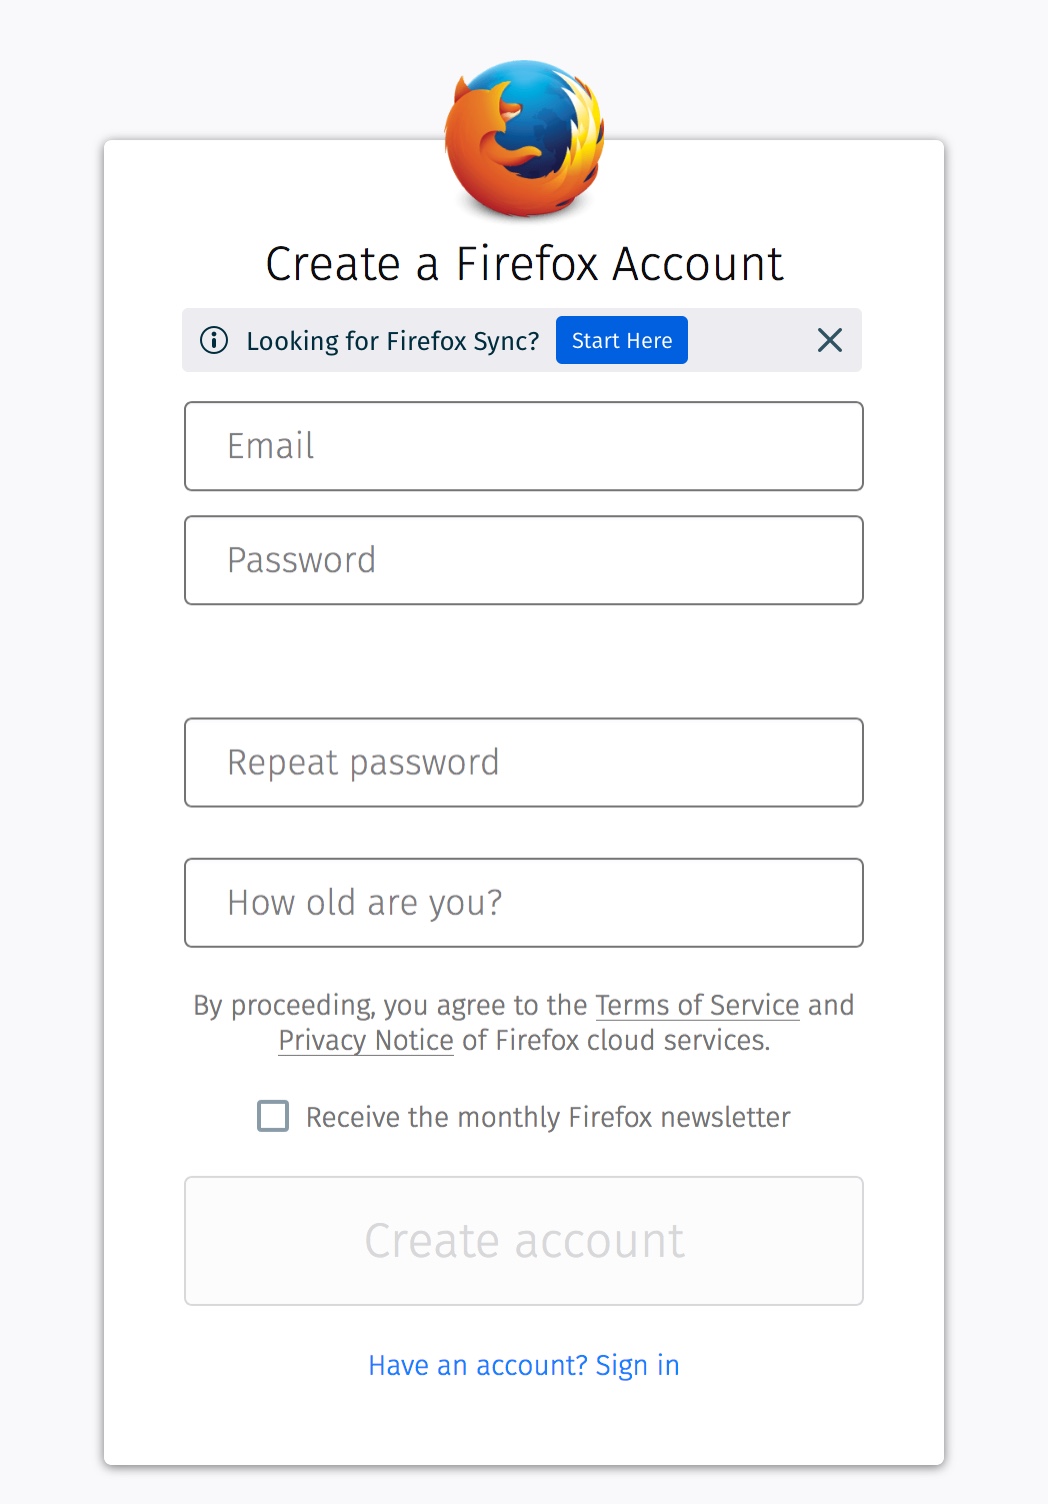 Create a Firefox Account
Looking for Firefox Sync? Start Here
Email
Password
Repeat password
How old are you?
By proceeding, you agree to the Terms of Service and
Privacy Notice of Firefox cloud services.
Receive the monthly Firefox newsletter
Create account
Have an account? Sign in